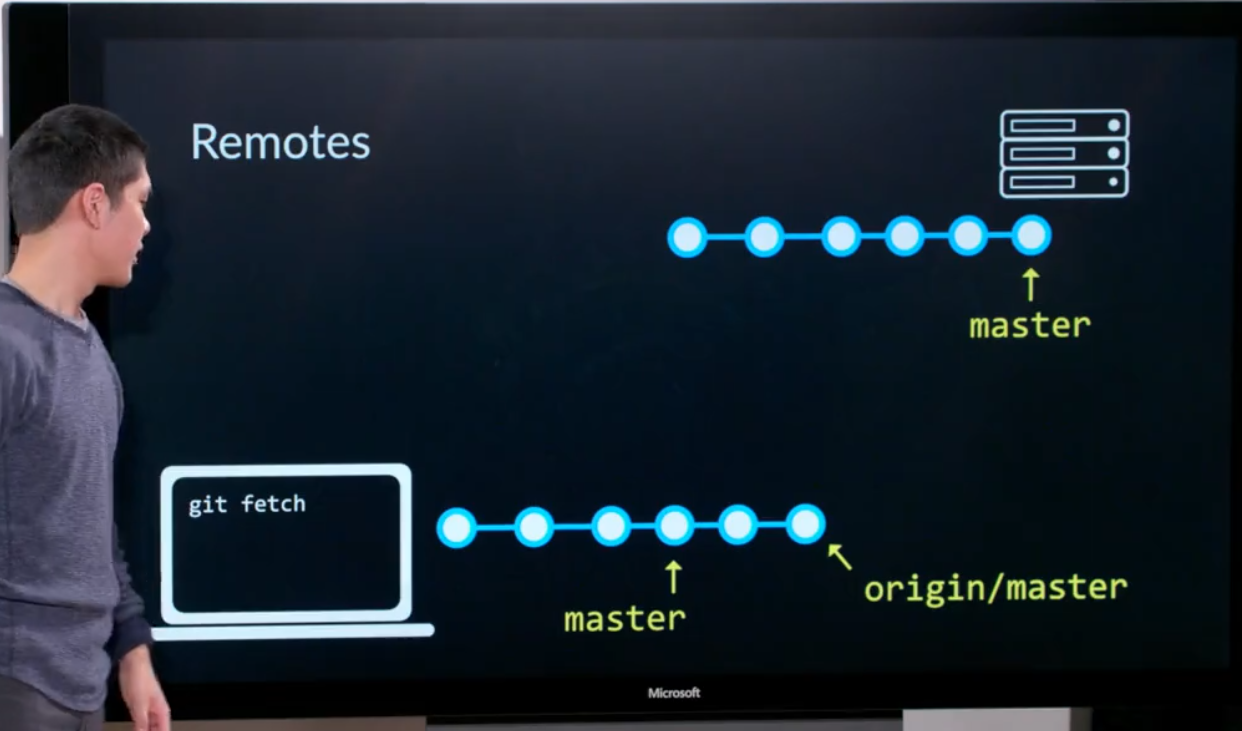 Remotes
master
git fetch
master
origin/master
Microsoft